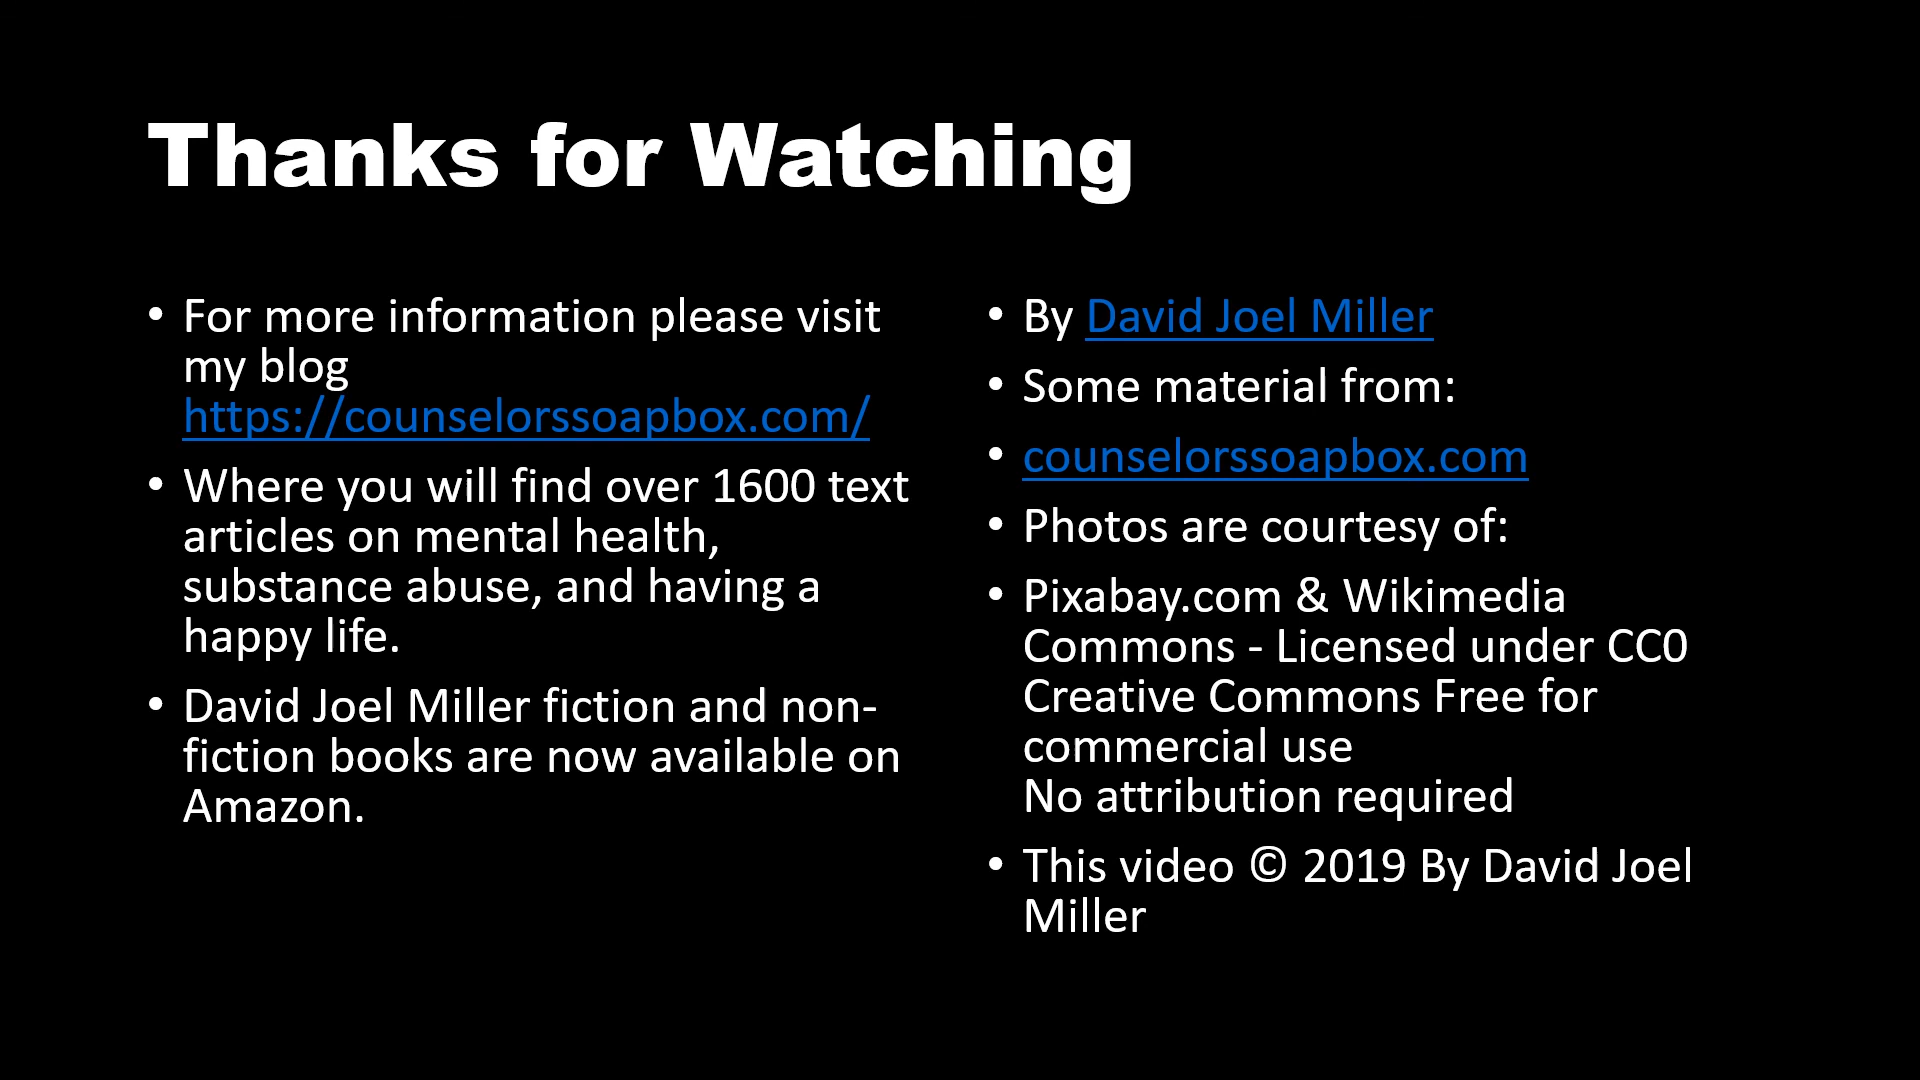 Thanks for Watching
• For more information please visit
my blog
https://counselorssoapbox.com/
• Where you will find over 1600 text
articles on mental health,
substance abuse, and having a
happy life.
• David Joel Miller fiction and non-
fiction books are now available on
Amazon.
• By David Joel Miller
• Some material from:
• counselorssoapbox.com
• Photos are courtesy of:
• Pixabay.com & Wikimedia
Commons - Licensed under CC0
Creative Commons Free for
commercial use
No attribution required
• This video © 2019 By David Joel
Miller